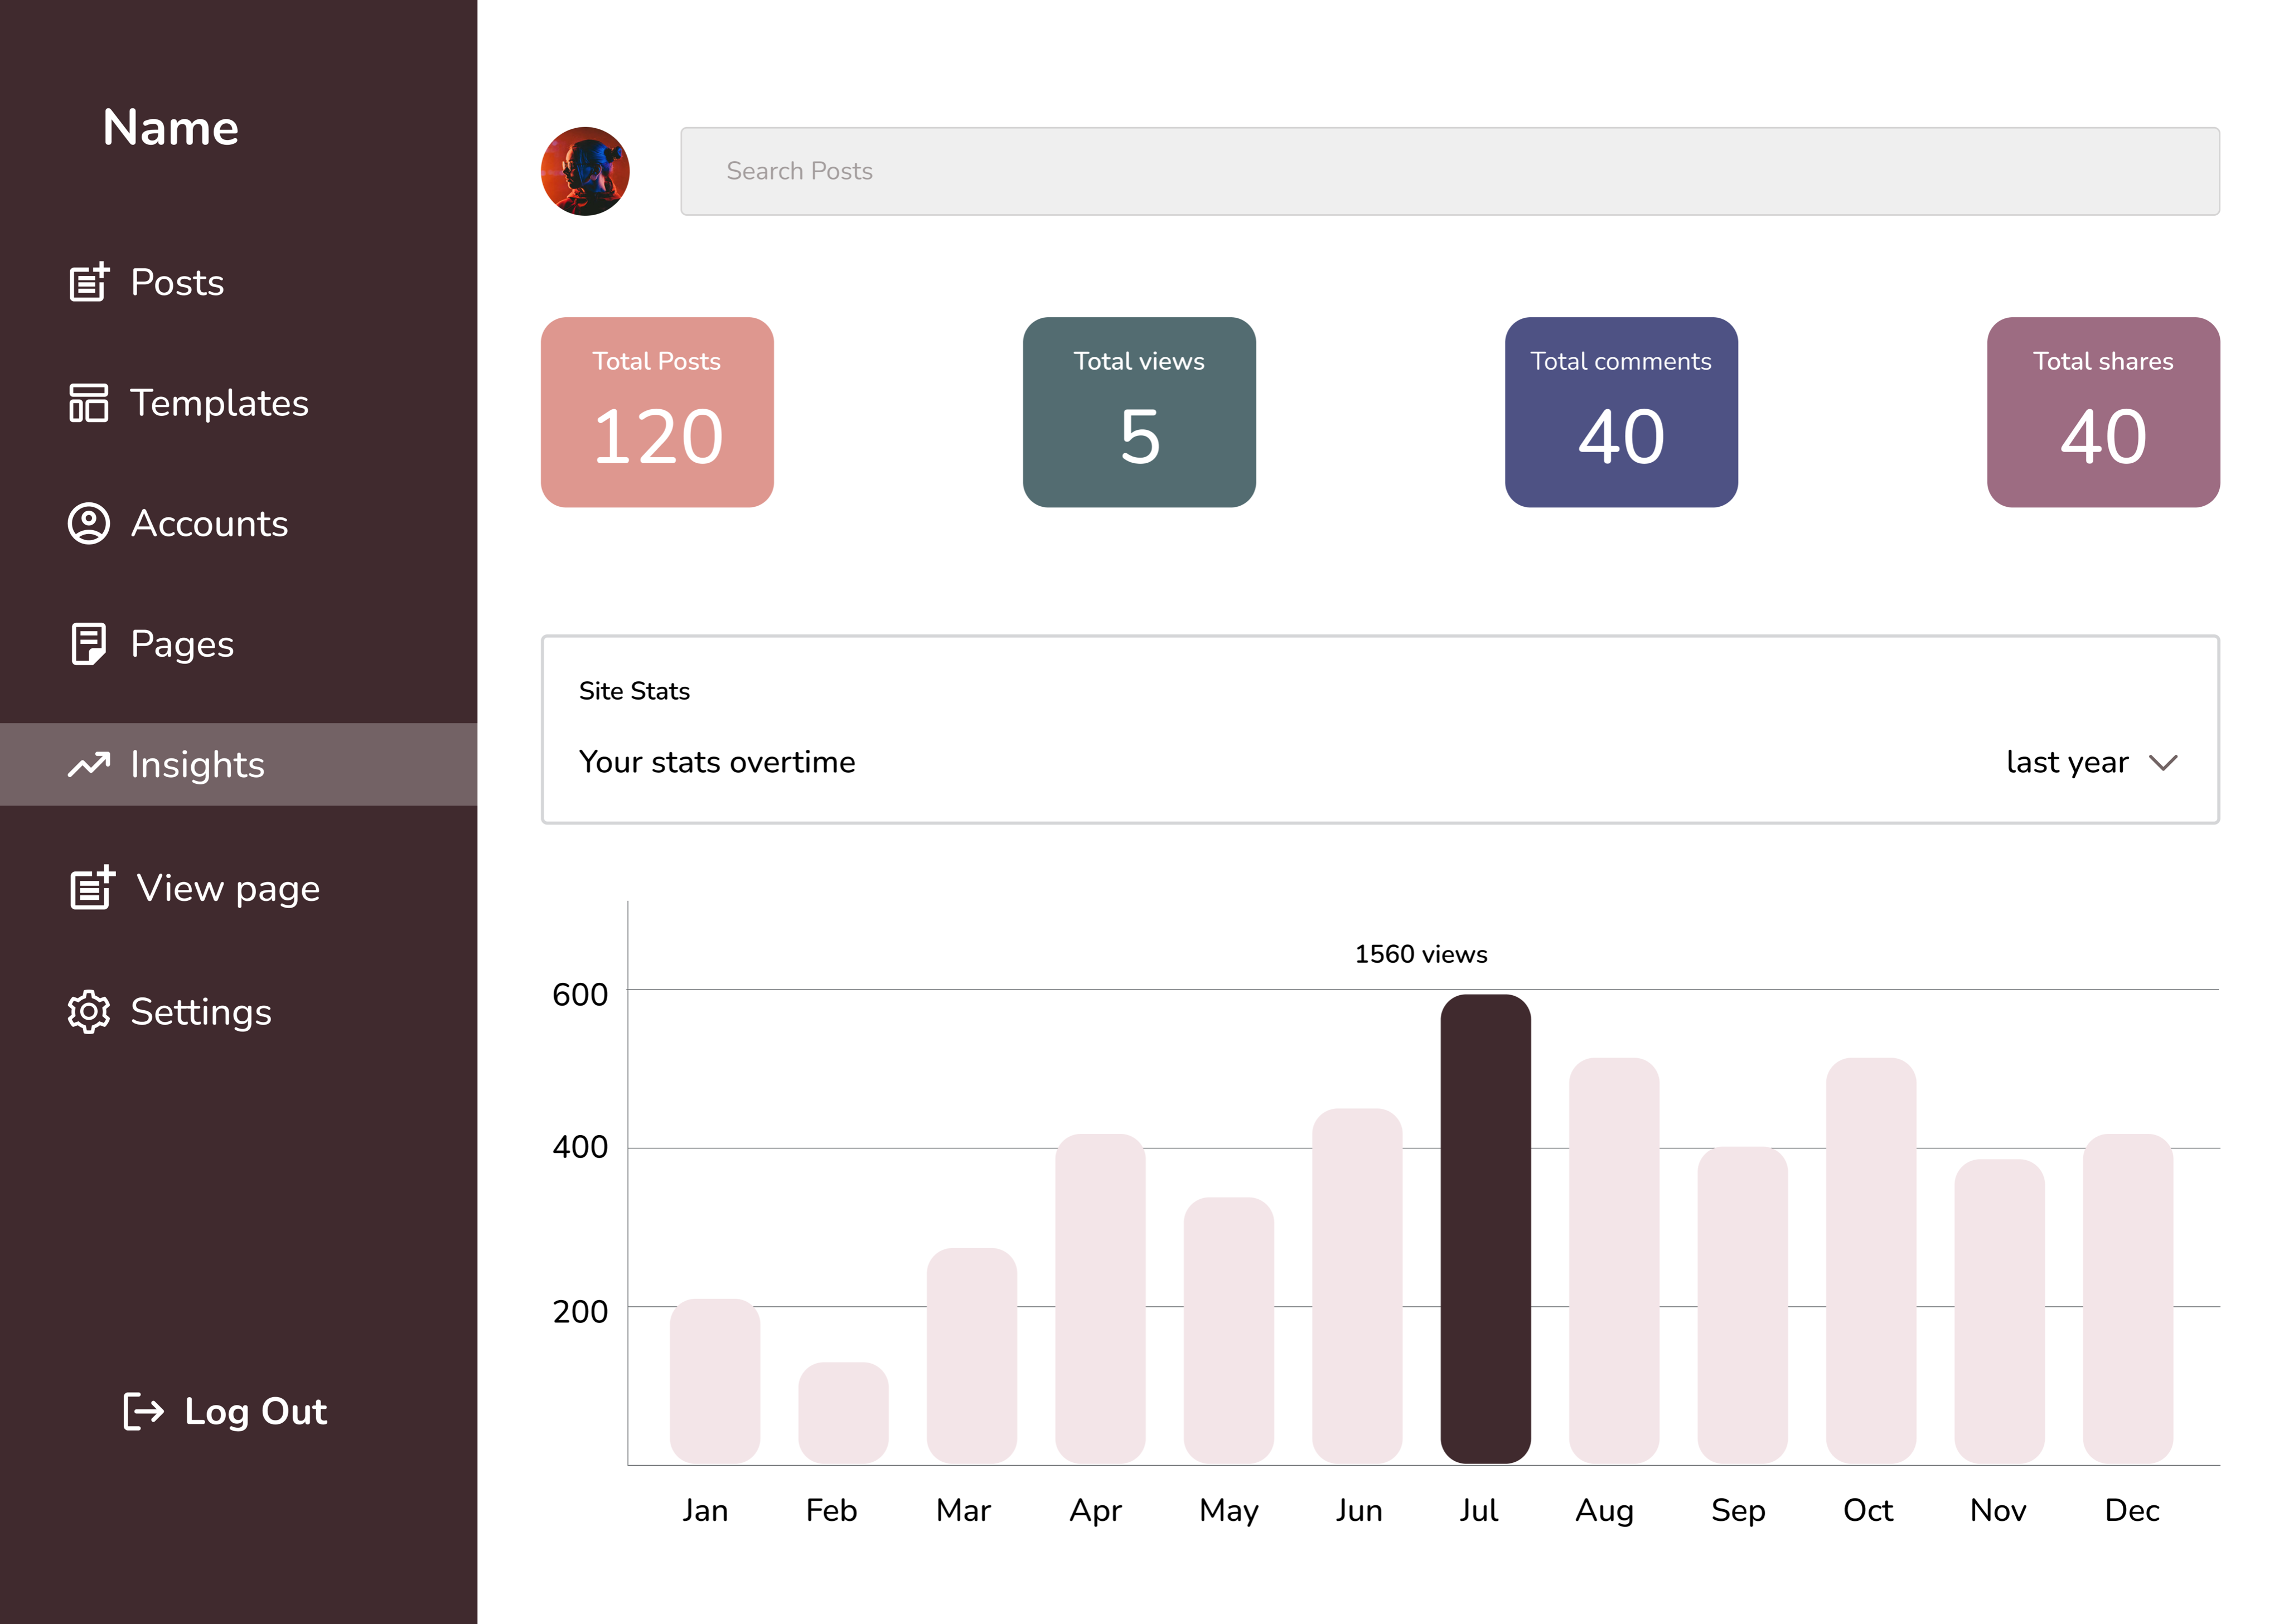 Name
Posts
Templates
Accounts
Pages
Insights
View page
Settings
Log Out
Search Posts
Total Posts
120
Total views
5
Total comments
40
Total shares
40
Site Stats
Your stats overtime
last year
1560 views
600
400
200
Jan Feb Mar Apr May Jun Jul Aug Sep Oct Nov Dec